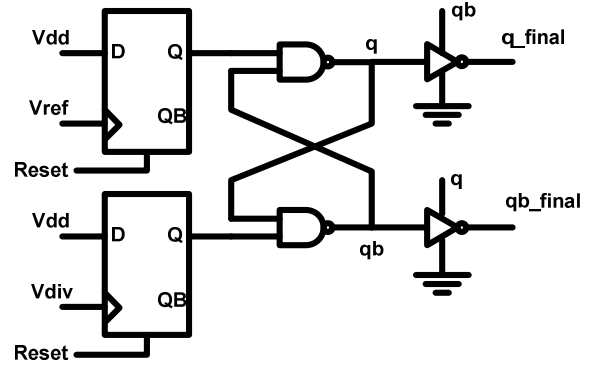 qb
Vdd
D
Q
q
q_final
Vref
QB
Reset
Vdd
D
Q
qb
q
qb_final
Vdiv
QB
Reset